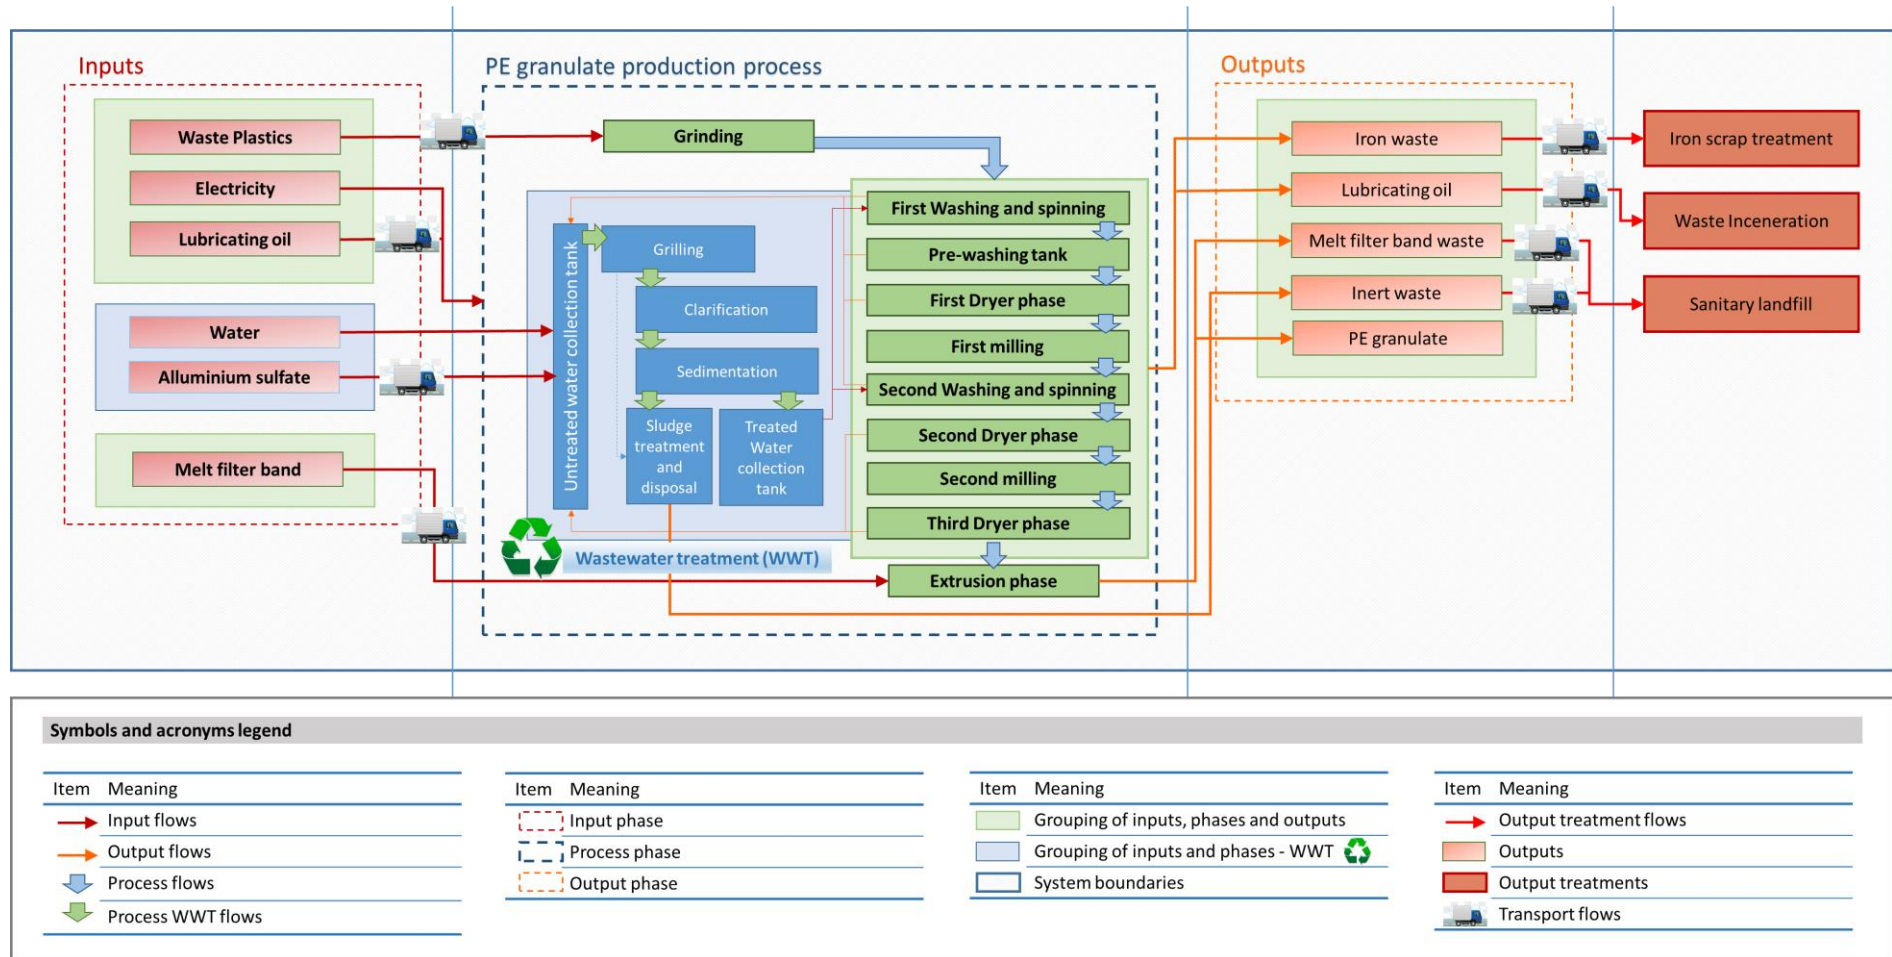 Inputs
Waste Plastics
Electricity
Lubricating oil
Water
Alluminium sulfate
Melt filter band
PE granulate production process
Grinding
Untreated water collection tank
Grilling
Clarification
Sedimentation
Sludge
treatment
and
disposal
Treated
Water
collection
tank
Wastewater treatment (WWT)
First Washing and spinning
Pre-washing tank
First Dryer phase
First milling
Second Washing and spinning
Second Dryer phase
Second milling
Third Dryer phase
Extrusion phase
Outputs
Iron waste
Lubricating oil
Melt filter band waste
Inert waste
PE granulate
Iron scrap treatment
Waste Inceneration
Sanitary landfill
Symbols and acronyms legend
Item Meaning
Input flows
Output flows
Process flows
Process WWT flows
Item Meaning
Input phase
Process phase
Output phase
Item Meaning
Grouping of inputs, phases and outputs
Grouping of inputs and phases - WWT
System boundaries
Item Meaning
Output treatment flows
Outputs
Output treatments
Transport flows